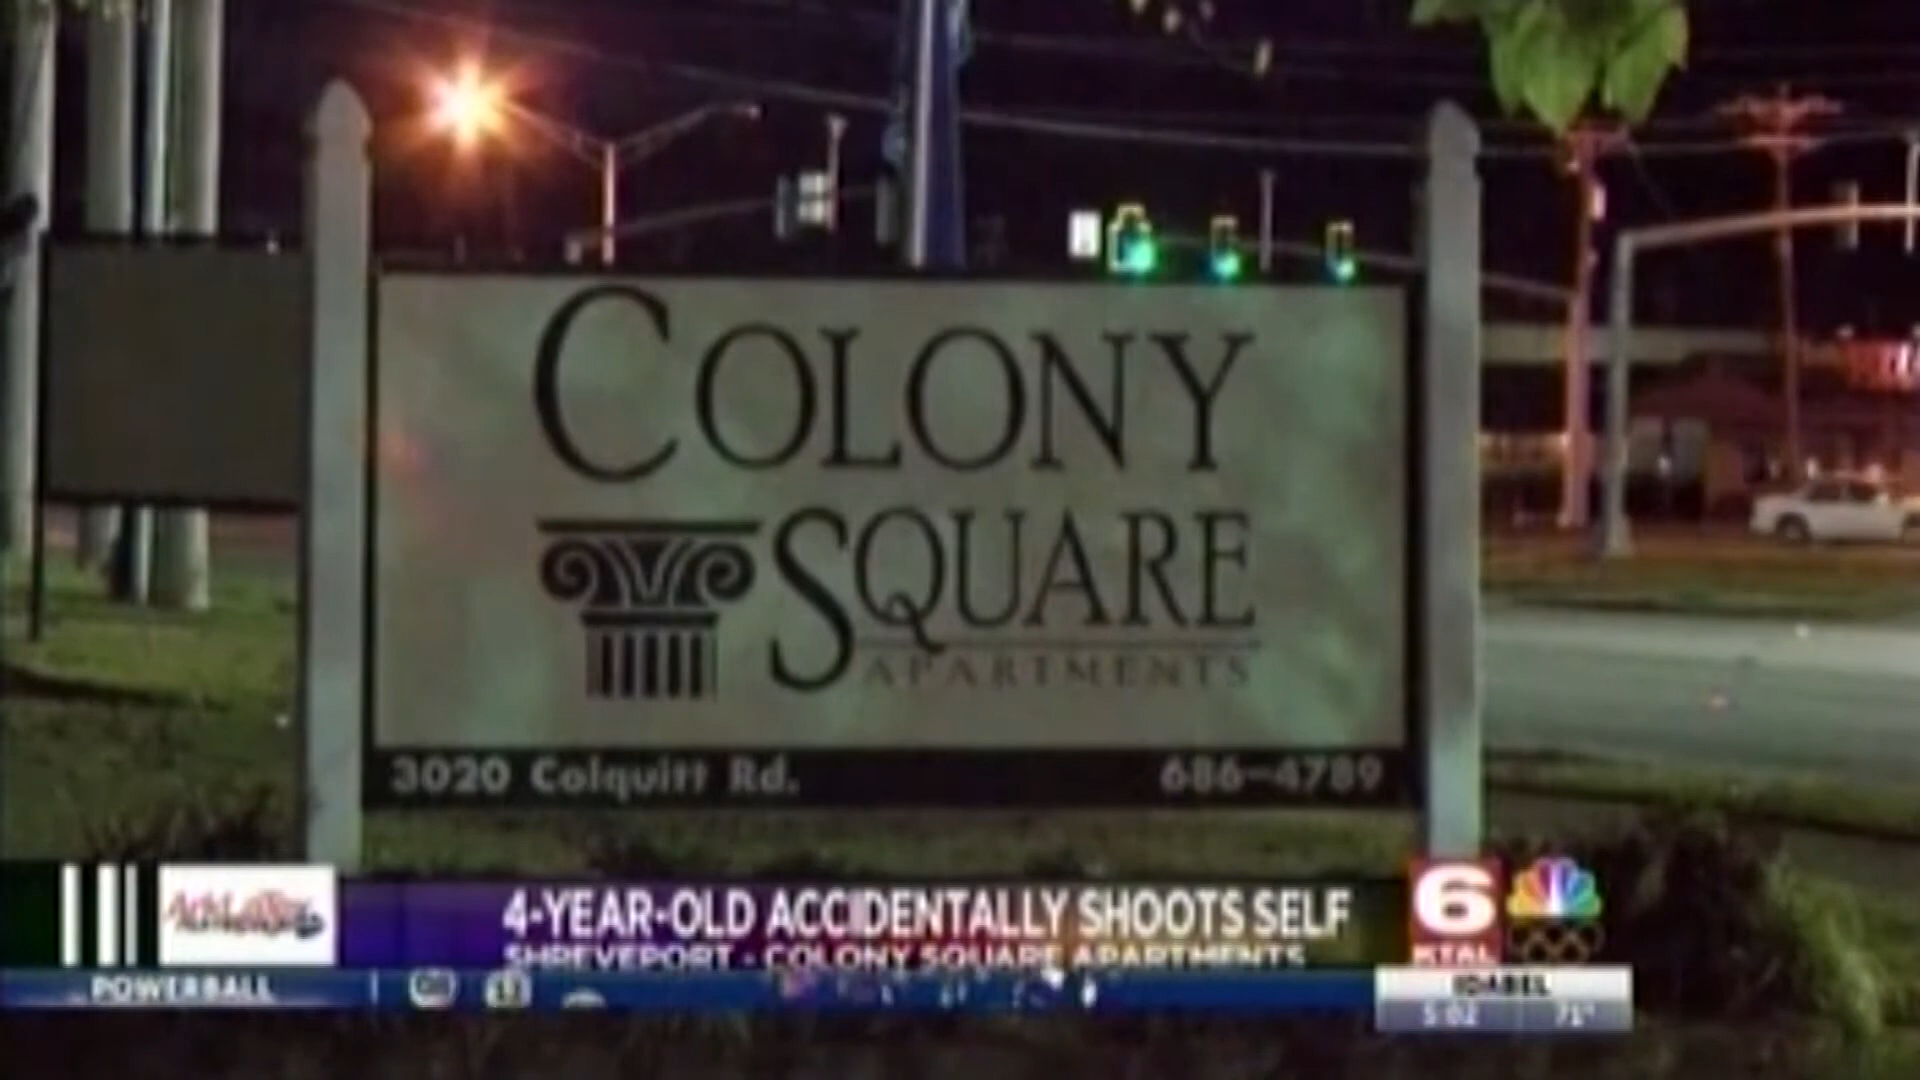 COLONY
SQUARE
APARTMENTS
3020 Colquitt Rd. 686-4789
4-YEAR-OLD ACCIDENTALLY SHOOTS SELF
SHREVEPORT - COLONY SQUARE APARTMENTS
6
KTAL
POWERBALL
IDABEL
5:02 71°